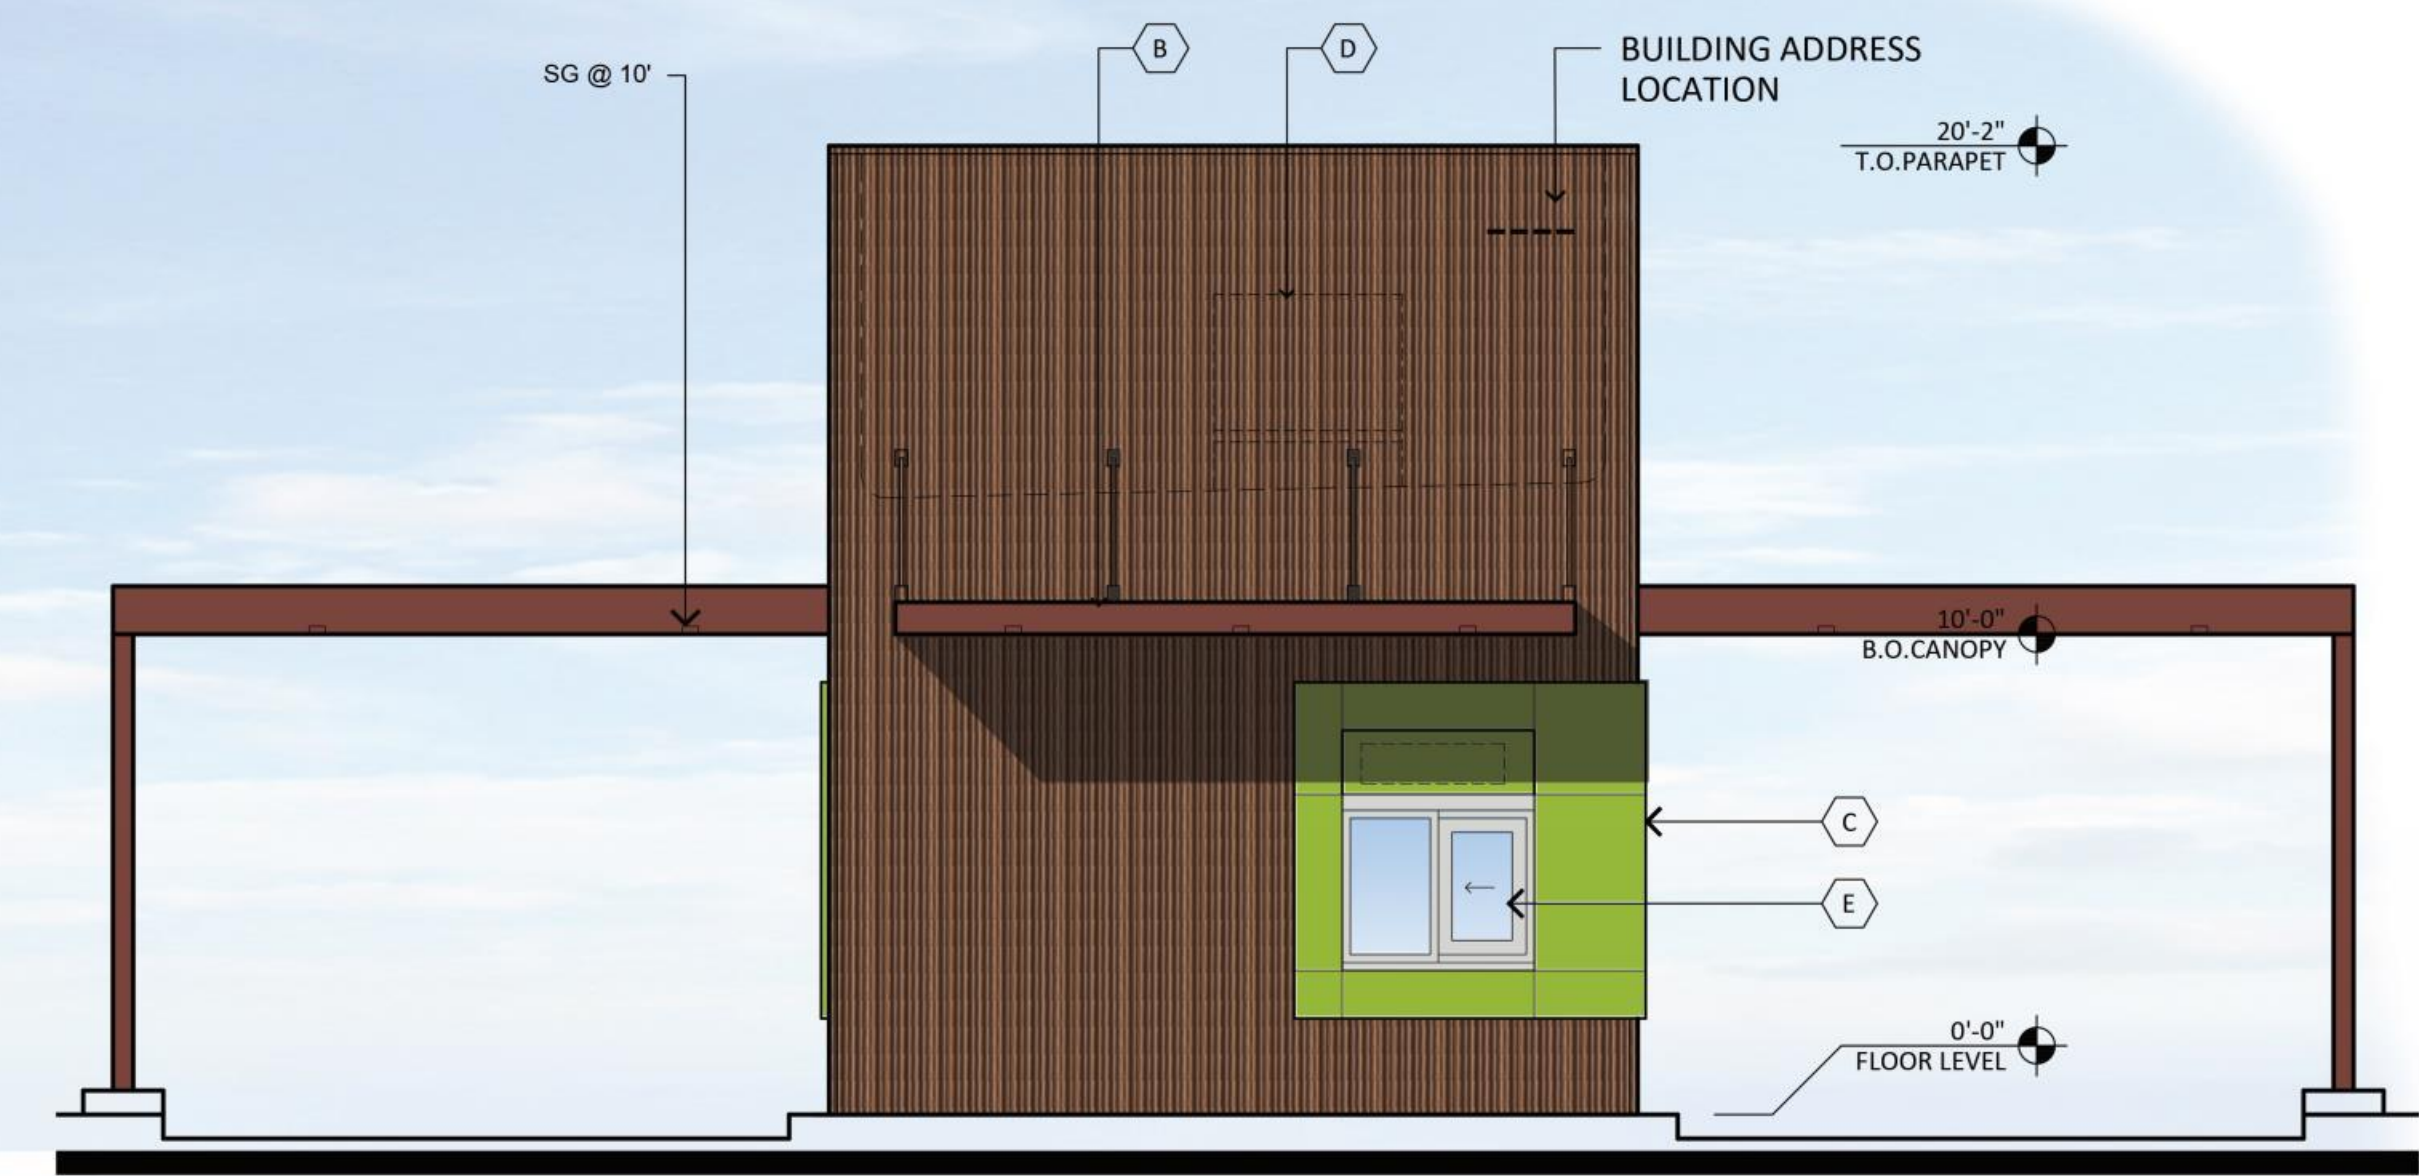 SG @ 10'
B
D
BUILDING ADDRESS
LOCATION
20'-2"
T.O.PARAPET
10'-0"
B.O.CANOPY
C
E
0'-0"
FLOOR LEVEL